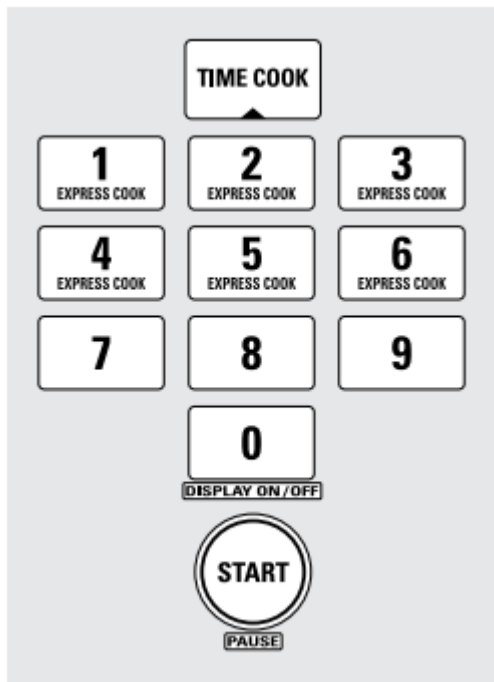 TIME COOK
1 2 3
EXPRESS COOK EXPRESS COOK EXPRESS COOK
4 5 6
EXPRESS COOK EXPRESS COOK EXPRESS COOK
7 8 9
0
DISPLAY ON/OFF
START
PAUSE